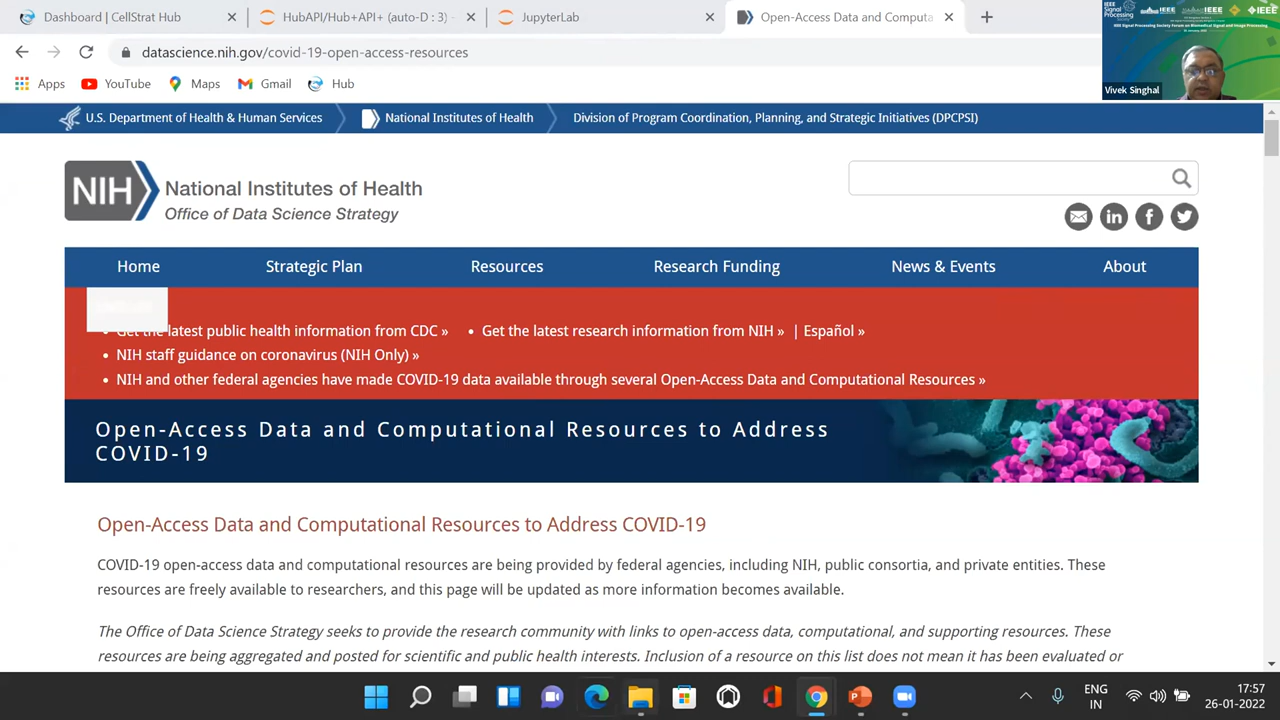 Dashboard | CellStrat Hub
HubAPI/Hub+API+ (authed : 3)
JupyterLab
Open-Access Data and Computa
datascience.nih.gov/covid-19-open-access-resources
Apps
YouTube
Maps
Gmail
Hub
Vivek Singhal
U.S. Department of Health & Human Services
National Institutes of Health
Division of Program Coordination, Planning, and Strategic Initiatives (DPCPSI)
NIH
National Institutes of Health
Office of Data Science Strategy
Home
Strategic Plan
Resources
Research Funding
News & Events
About
Get the latest public health information from CDC »
Get the latest research information from NIH » | Español »
NIH staff guidance on coronavirus (NIH Only) »
NIH and other federal agencies have made COVID-19 data available through several Open-Access Data and Computational Resources »
Open-Access Data and Computational Resources to Address
COVID-19
Open-Access Data and Computational Resources to Address COVID-19
COVID-19 open-access data and computational resources are being provided by federal agencies, including NIH, public consortia, and private entities. These
resources are freely available to researchers, and this page will be updated as more information becomes available.
The Office of Data Science Strategy seeks to provide the research community with links to open-access data, computational, and supporting resources. These
resources are being aggregated and posted for scientific and public health interests. Inclusion of a resource on this list does not mean it has been evaluated or
ENG
IN
17:57
26-01-2022